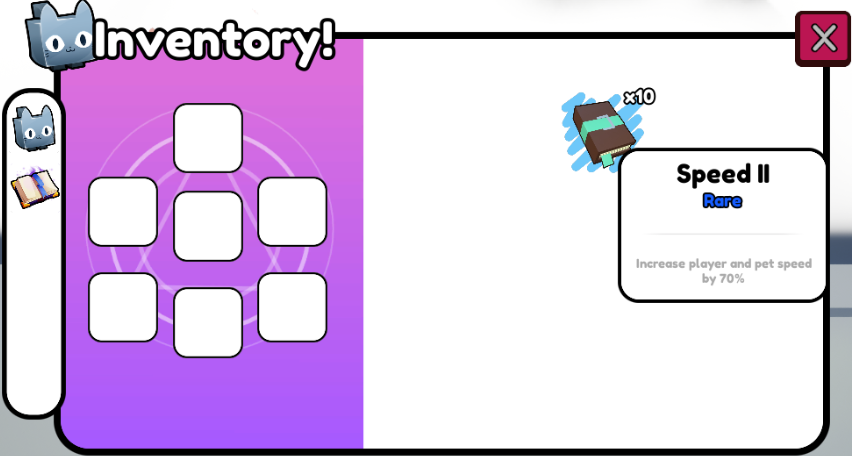 Inventory!
x10
Speed II
Rare
Increase player and pet speed
by 70%